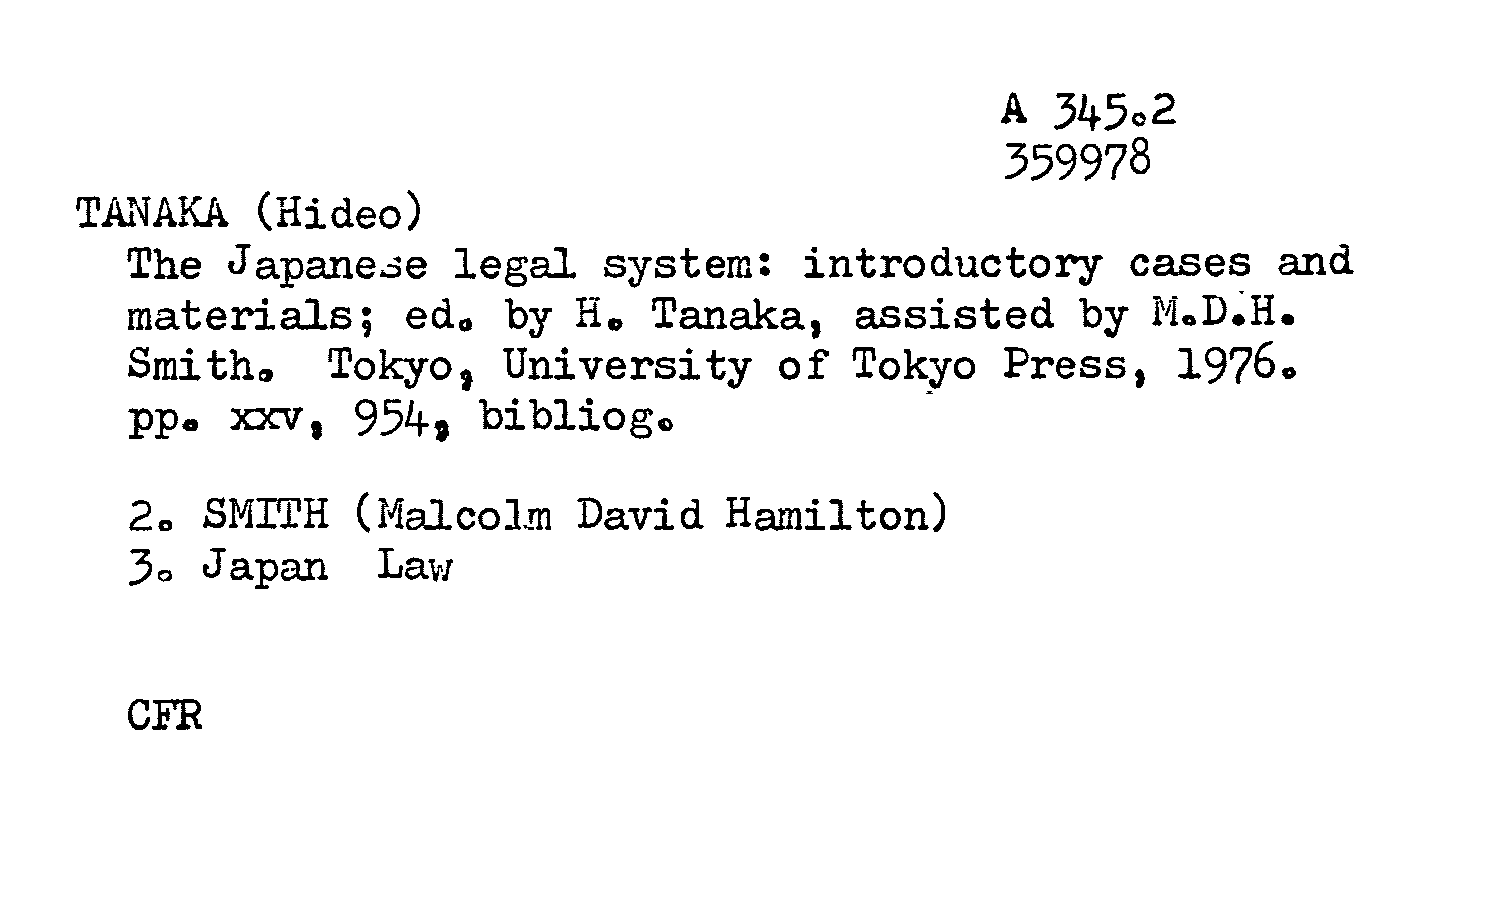 A 345.2
359978
TANAKA (Hideo)
The Japanese legal system: introductory cases and
materials; ed. by H. Tanaka, assisted by M.D.H.
Smith. Tokyo, University of Tokyo Press, 1976.
pp. xxv, 954, bibliog.
2. SMITH (Malcolm David Hamilton)
3. Japan Law
CFR